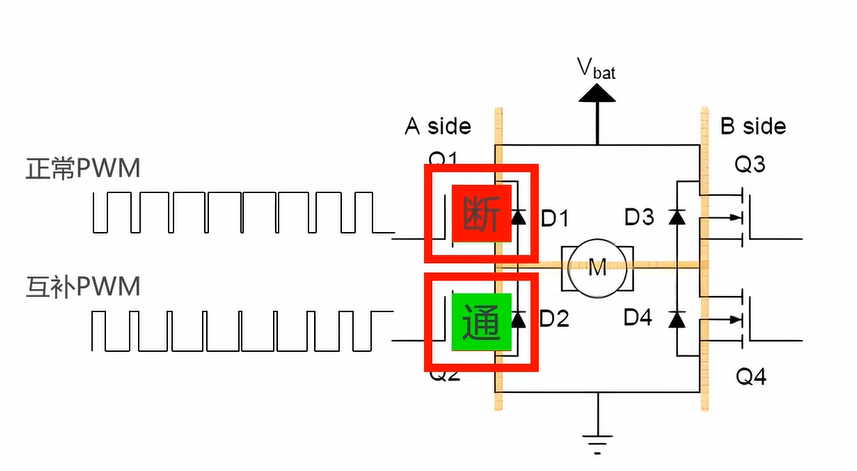 Vbat
A side
B side
Q1
Q3
正常PWM
断
D1
D3
M
互补PWM
通
D2
D4
Q2
Q4